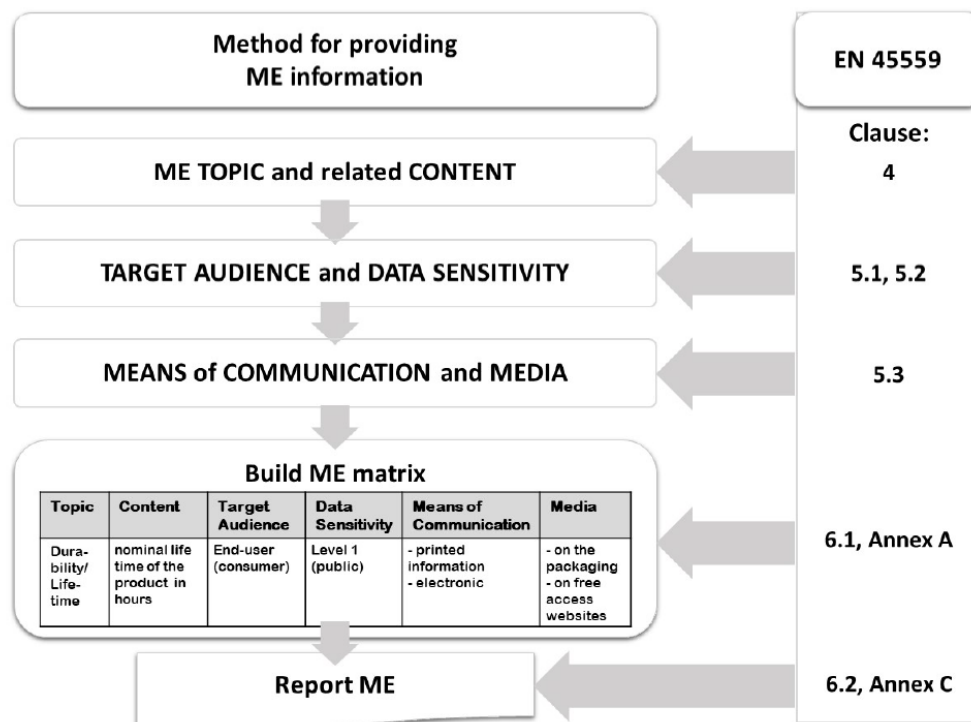 Method for providing
ME information
EN 45559
Clause:
ME TOPIC and related CONTENT
4
TARGET AUDIENCE and DATA SENSITIVITY
5.1, 5.2
MEANS of COMMUNICATION and MEDIA
5.3
Build ME matrix
Topic
Content
Target
Audience
Data
Sensitivity
Means of
Communication
Media
Dura-
bility/
Life-
time
nominal life
time of the
product in
hours
End-user
(consumer)
Level 1
(public)
- printed
information
- electronic
- on the
packaging
- on free
access
websites
6.1, Annex A
Report ME
6.2, Annex C